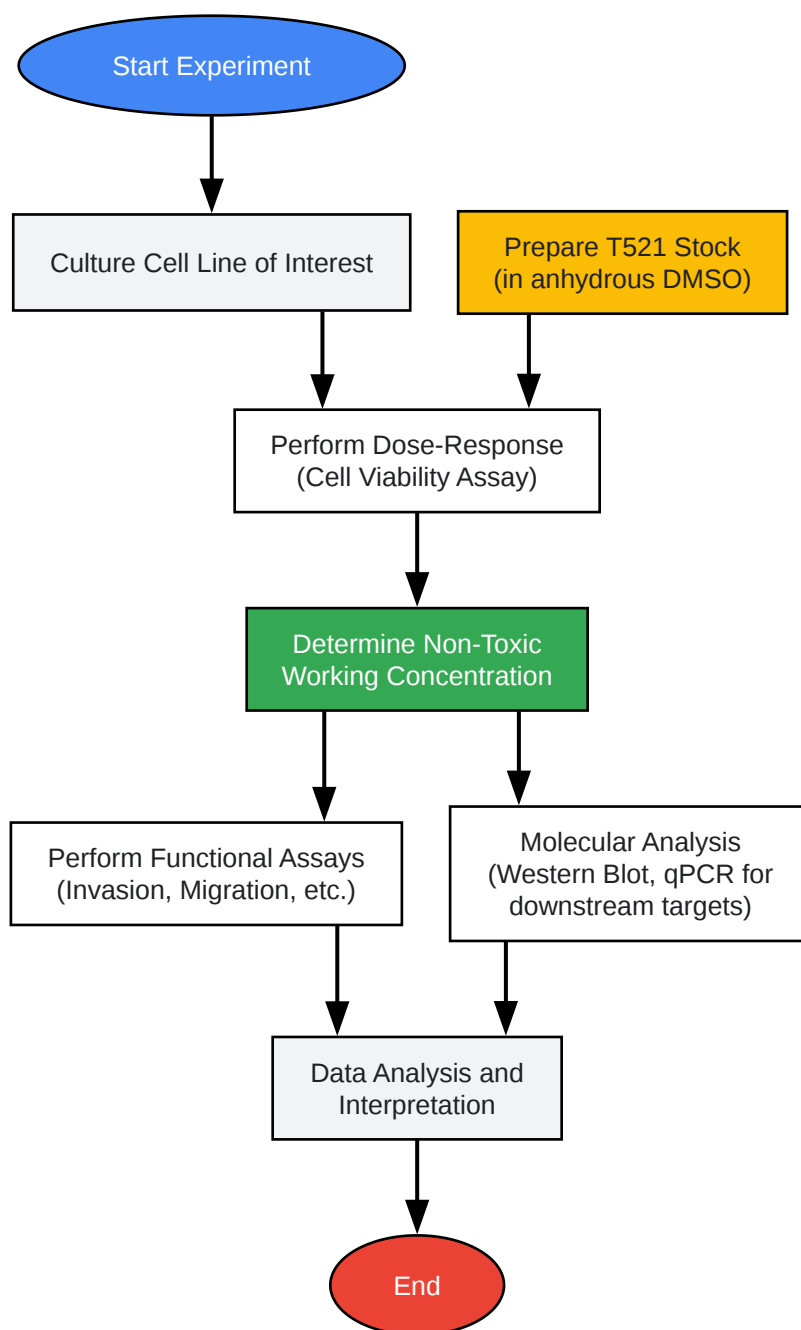 Start Experiment
Culture Cell Line of Interest
Prepare T521 Stock
(in anhydrous DMSO)
Perform Dose-Response
(Cell Viability Assay)
Determine Non-Toxic
Working Concentration
Perform Functional Assays
(Invasion, Migration, etc.)
Molecular Analysis
(Western Blot, qPCR for
downstream targets)
Data Analysis and
Interpretation
End